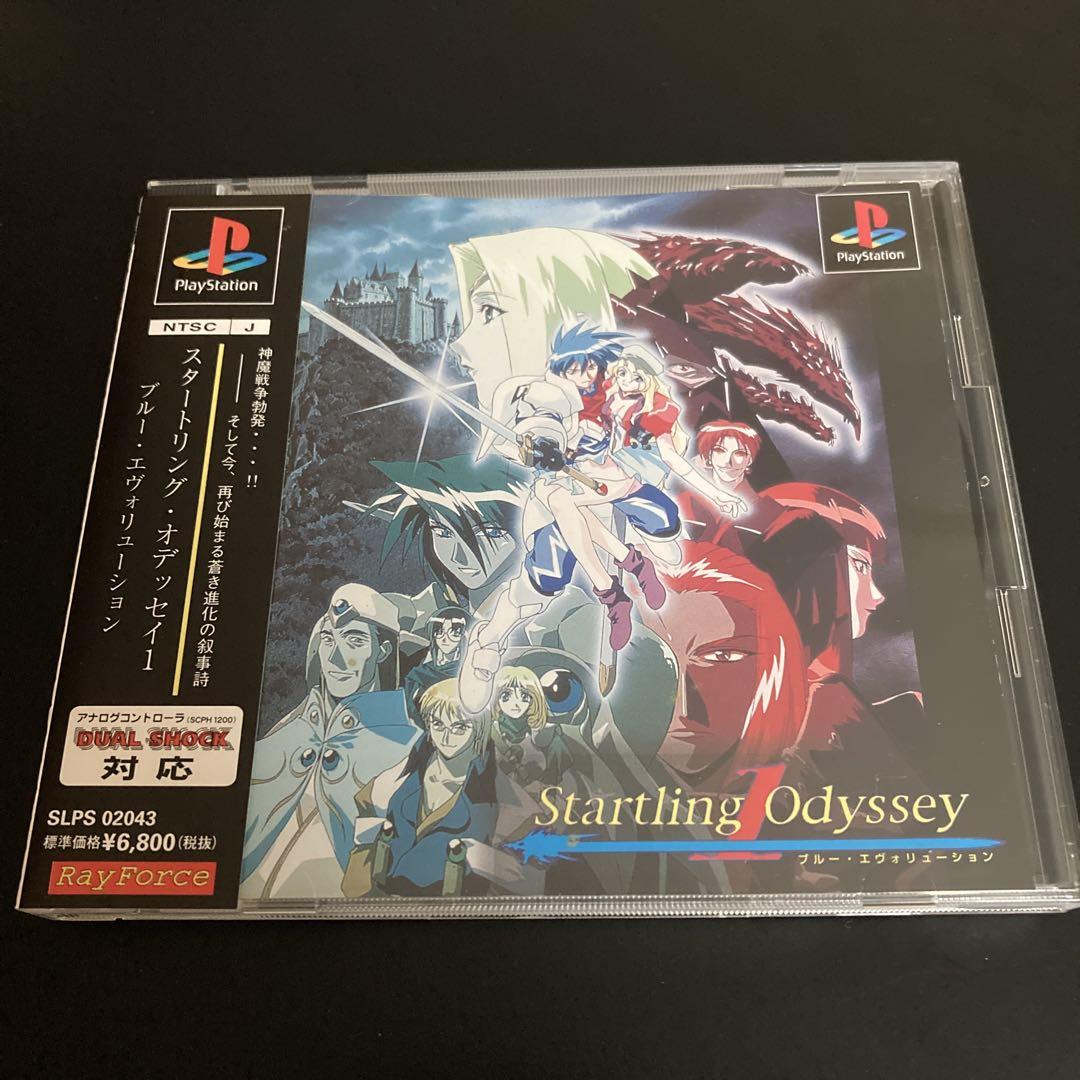 PlayStation
NTSC J
神魔戦争勃発・・・!!
―― そして今、再び始まる蒼き進化の叙事詩
スタートリング・オデッセイ1
ブルー・エヴォリューション
アナログコントローラ(SCPH 1200)
DUAL SHOCK
対応
SLPS 02043
標準価格¥6,800(税抜)
RayForce
PlayStation
Startling 1 Odyssey
ブルー・エヴォリューション